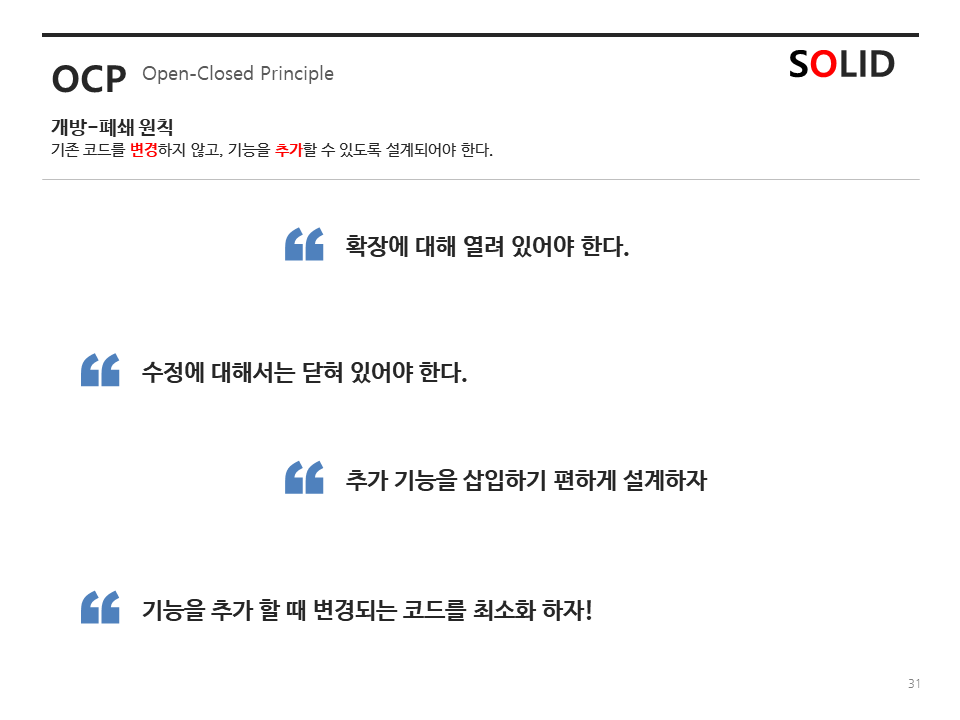 OCP Open-Closed Principle
SOLID
개방-폐쇄 원칙
기존 코드를 변경하지 않고, 기능을 추가할 수 있도록 설계되어야 한다.
❝ 확장에 대해 열려 있어야 한다.
❝ 수정에 대해서는 닫혀 있어야 한다.
❝ 추가 기능을 삽입하기 편하게 설계하자
❝ 기능을 추가 할 때 변경되는 코드를 최소화 하자!
31